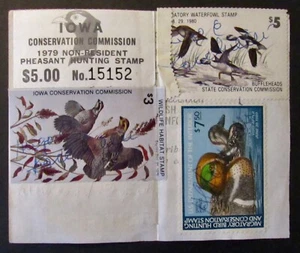 IOWA
CONSERVATION COMMISSION
1979 NON-RESIDENT
PHEASANT HUNTING STAMP
$5.00 No.15152
ATORY WATERFOWL STAMP
$5
BUFFLEHEADS
STATE CONSERVATION COMMISSION
IOWA CONSERVATION COMMISSION
$3
WILDLIFE HABITAT STAMP
$7.50
MIGRATORY BIRD HUNTING
AND CONSERVATION STAMP